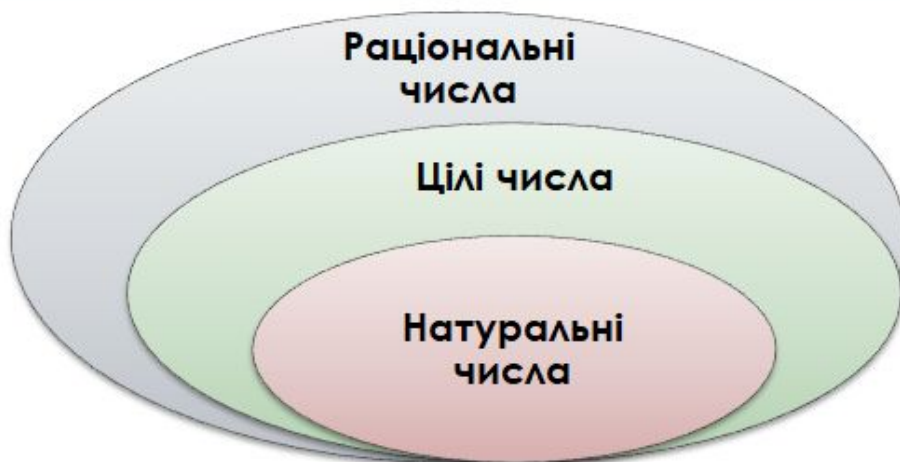 Раціональні
числа
Цілі числа
Натуральні
числа